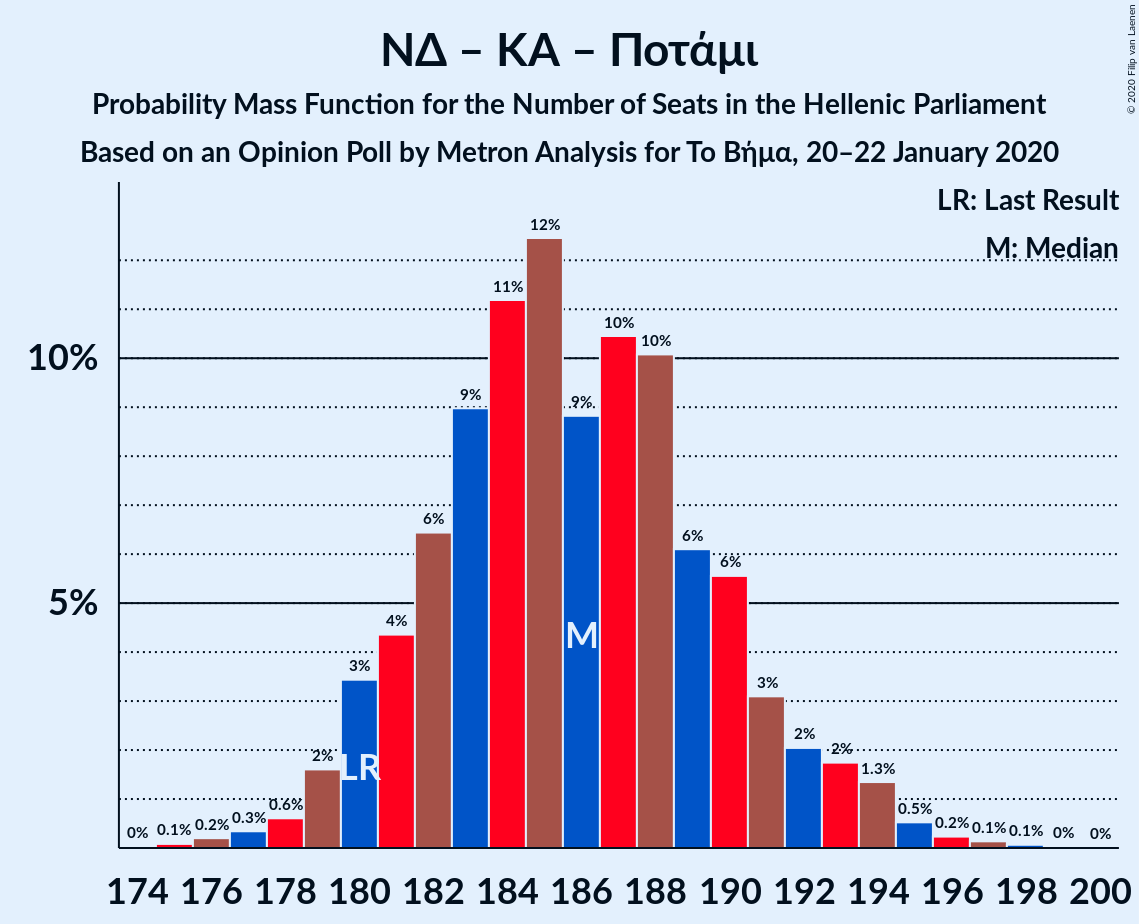 © 2020 Filip van Laenen
ΝΔ – ΚΑ – Ποτάμι
Probability Mass Function for the Number of Seats in the Hellenic Parliament
Based on an Opinion Poll by Metron Analysis for Το Βήμα, 20–22 January 2020
LR: Last Result
M: Median
10%
5%
0% 0.1% 0.2% 0.3% 0.6% 2% 3% 4% 6% 9% 11% 12% 9% 10% 10% 6% 6% 3% 2% 2% 1.3% 0.5% 0.2% 0.1% 0.1% 0% 0%
M
LR
174 176 178 180 182 184 186 188 190 192 194 196 198 200